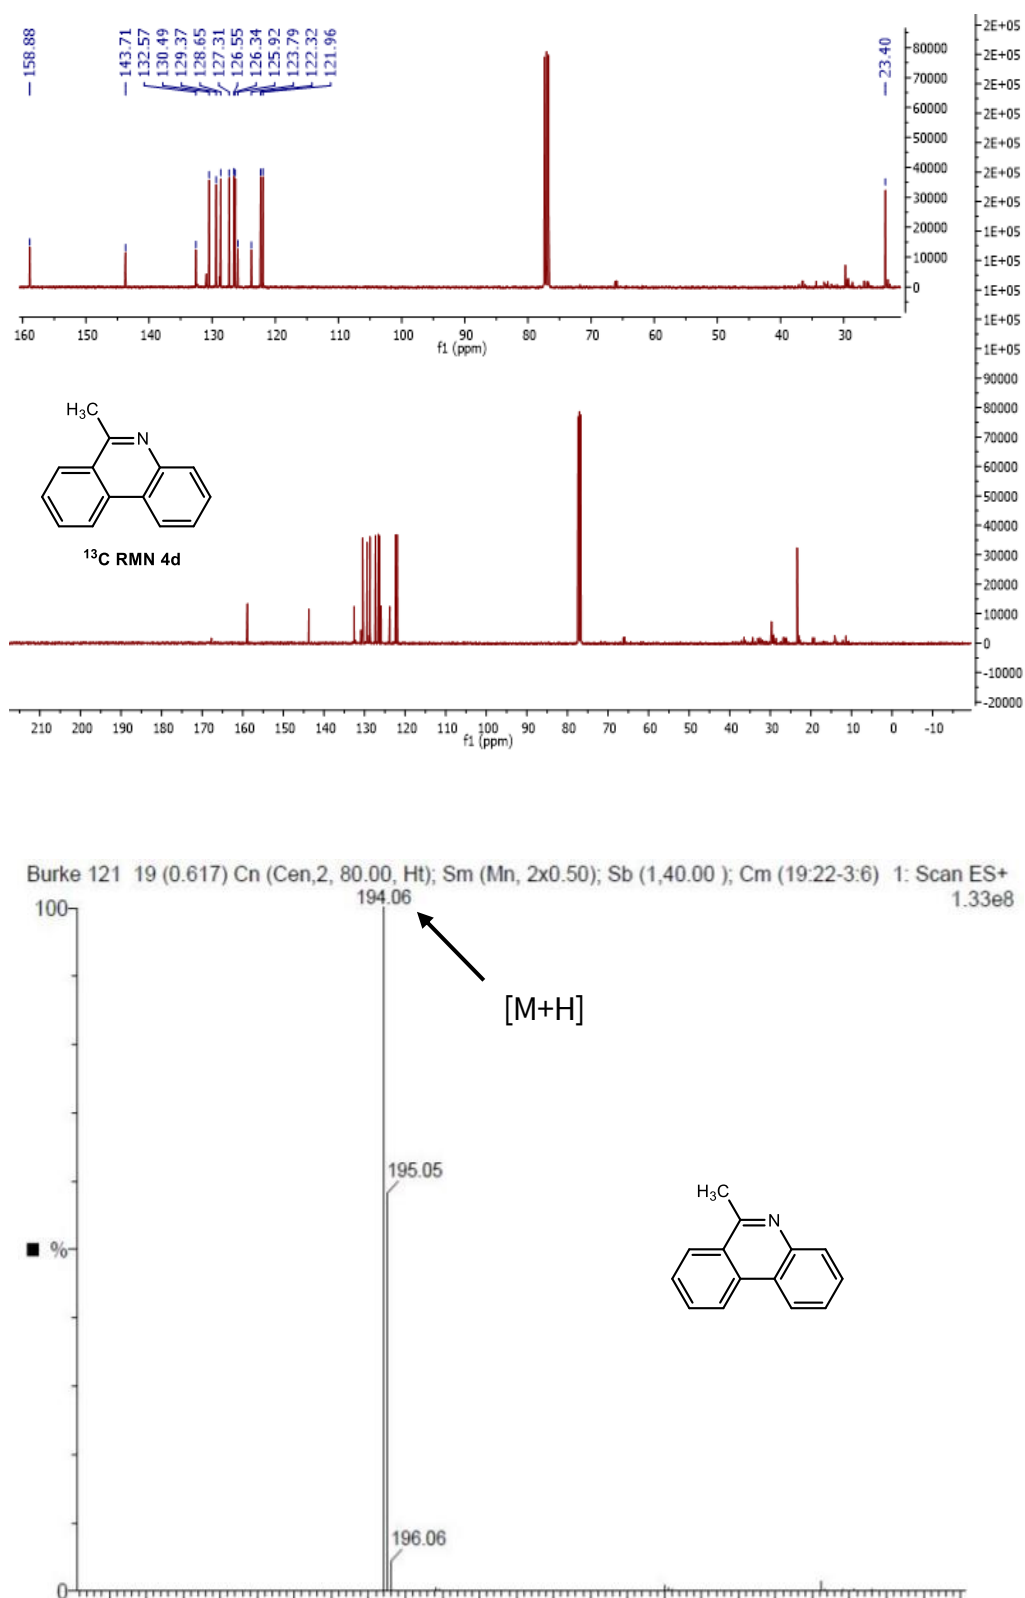 158.88
143.71
132.57
130.49
129.37
128.65
127.31
126.55
126.34
125.92
123.79
122.32
121.96
23.40
80000
70000
60000
50000
40000
30000
20000
10000
0
160 150 140 130 120 110 100 90 80 70 60 50 40 30
f1 (ppm)
2E+05
2E+05
2E+05
2E+05
2E+05
2E+05
2E+05
1E+05
1E+05
1E+05
1E+05
1E+05
90000
80000
70000
60000
50000
40000
30000
20000
10000
0
-10000
-20000
H₃C
N
¹³C RMN 4d
210 200 190 180 170 160 150 140 130 120 110 100 90 80 70 60 50 40 30 20 10 0 -10
f1 (ppm)
Burke 121 19 (0.617) Cn (Cen,2, 80.00, Ht); Sm (Mn, 2x0.50); Sb (1,40.00 ); Cm (19:22-3:6) 1: Scan ES+
1.33e8
100
194.06
[M+H]
195.05
H₃C
N
%
196.06
0